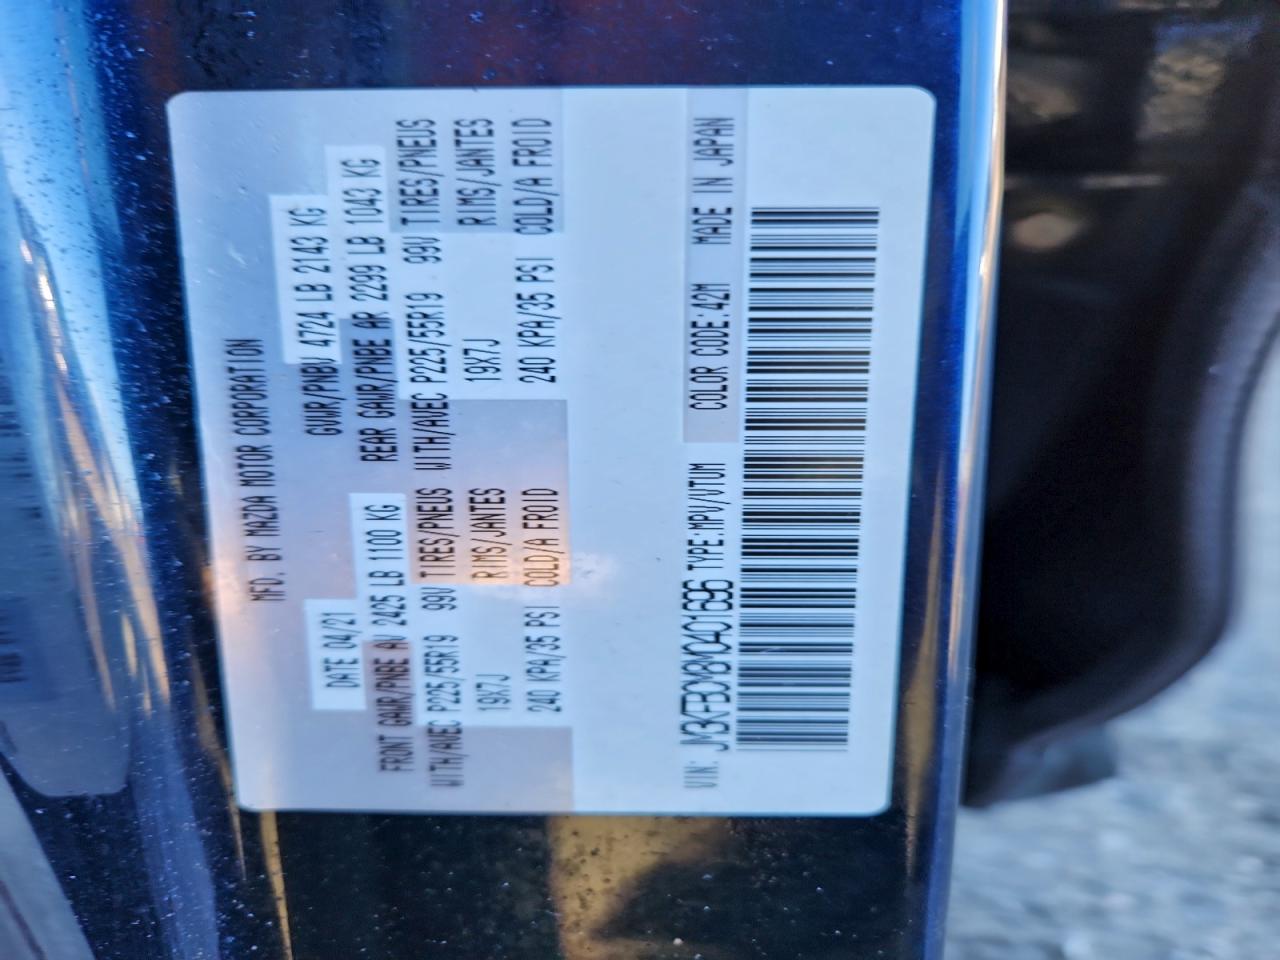 MFD. BY MAZDA MOTOR CORPORATION
DATE 04/21 GVWR/PNBV 4724 LB 2143 KG
FRONT GAWR/PNBE AV 2425 LB 1100 KG REAR GAWR/PNBE AR 2299 LB 1043 KG
WITH/AVEC P225/55R19 99V TIRES/PNEUS WITH/AVEC P225/55R19 99V TIRES/PNEUS
19X7J RIMS/JANTES 19X7J RIMS/JANTES
240 KPA/35 PSI COLD/A FROID 240 KPA/35 PSI COLD/A FROID
VIN: JM3KFBDY8M0401696 TYPE:MPV/VTUM COLOR CODE:42M MADE IN JAPAN